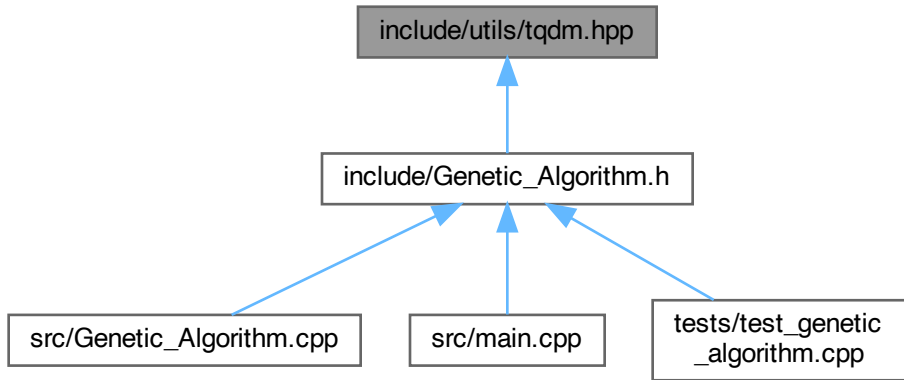 include/utils/tqdm.hpp
include/Genetic_Algorithm.h
src/Genetic_Algorithm.cpp
src/main.cpp
tests/test_genetic
_algorithm.cpp